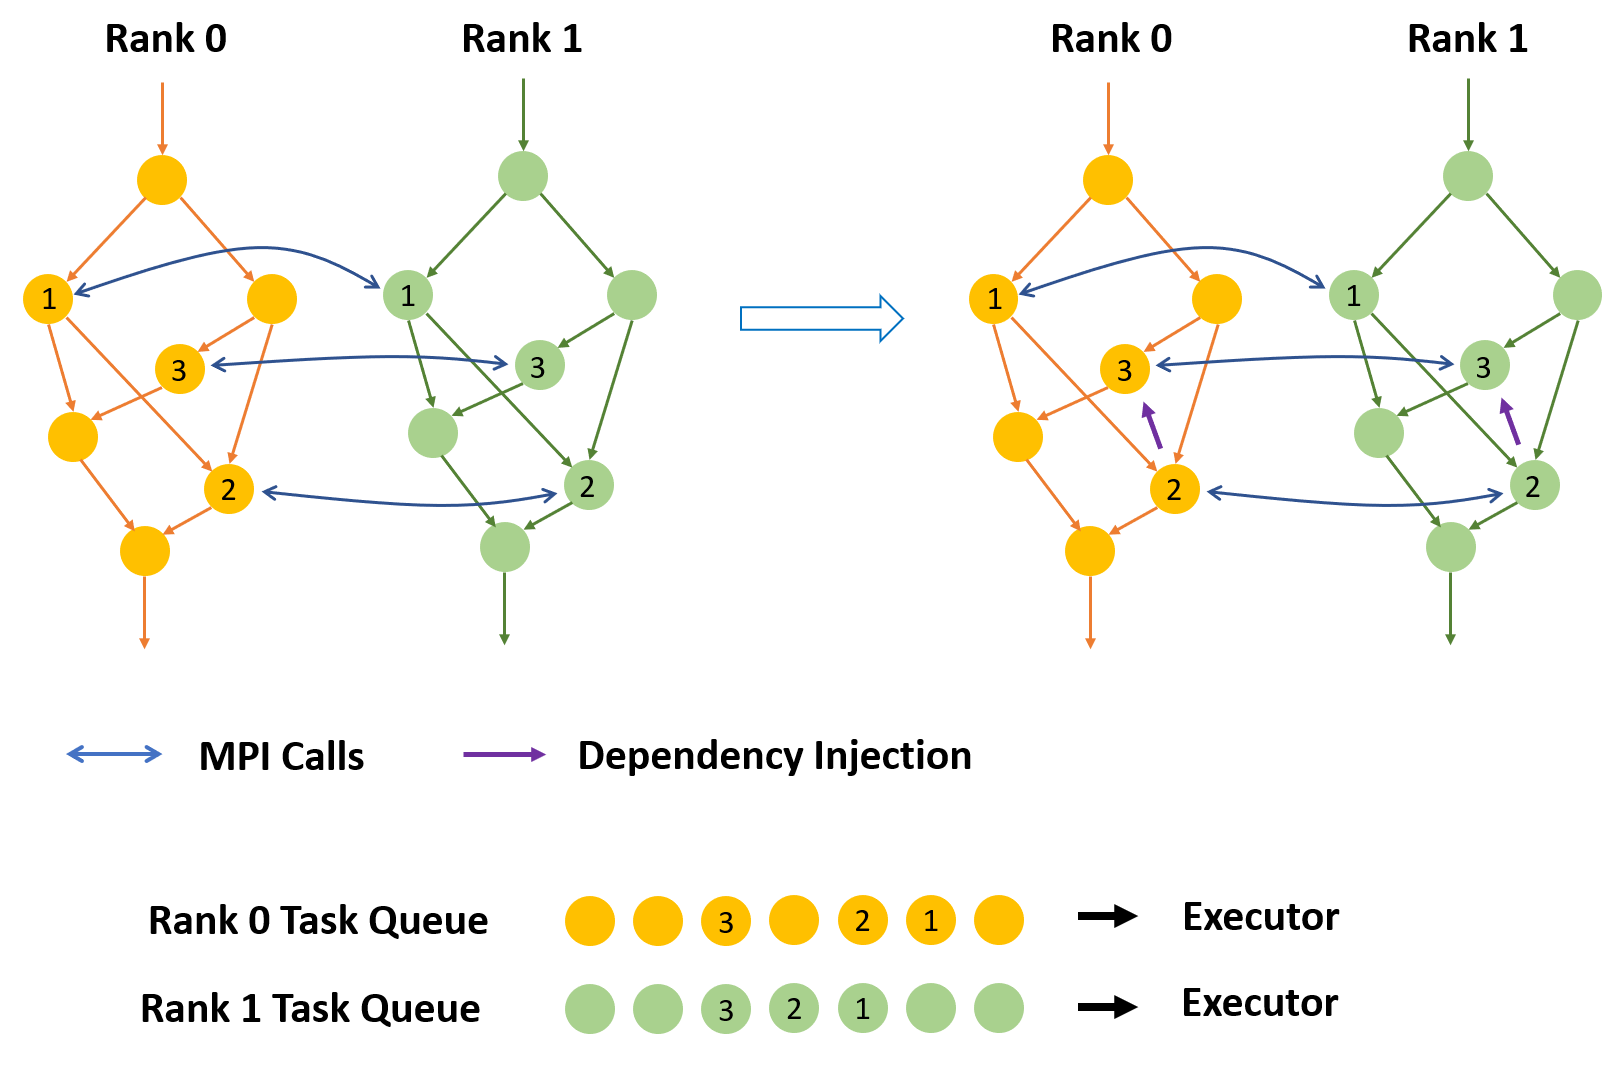 Rank 0 Rank 1 Rank 0 Rank 1
1 1 1 1
3 3 3 3
2 2 2 2
MPI Calls Dependency Injection
Rank 0 Task Queue 3 2 1 Executor
Rank 1 Task Queue 3 2 1 Executor